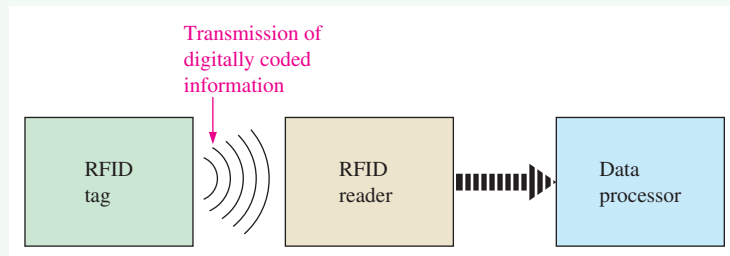 Transmission of
digitally coded
information
RFID
tag
RFID
reader
Data
processor